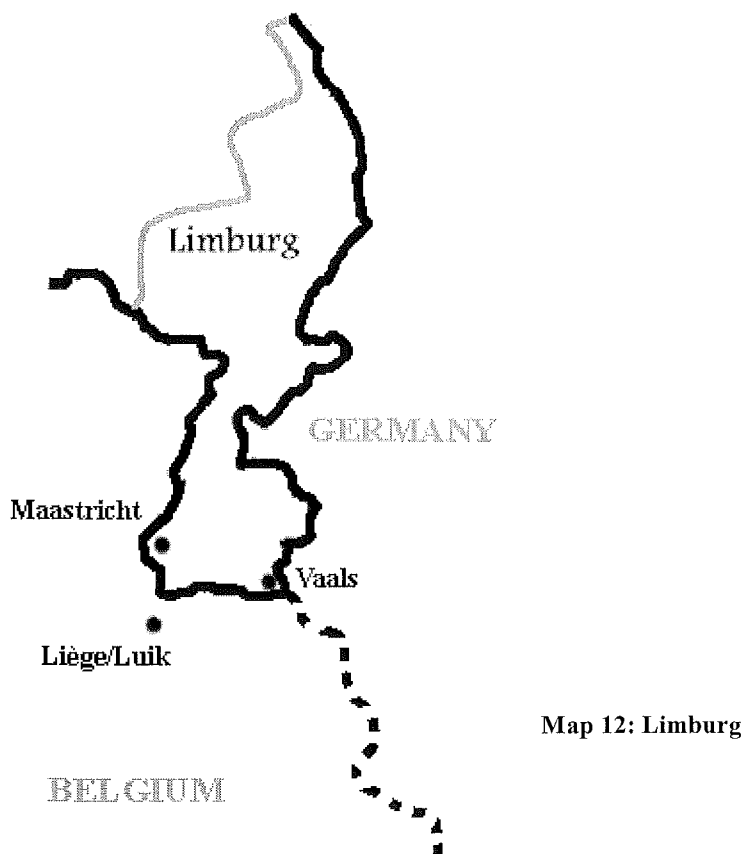 Limburg
GERMANY
Maastricht
Vaals
Liège/Luik
Map 12: Limburg
BELGIUM